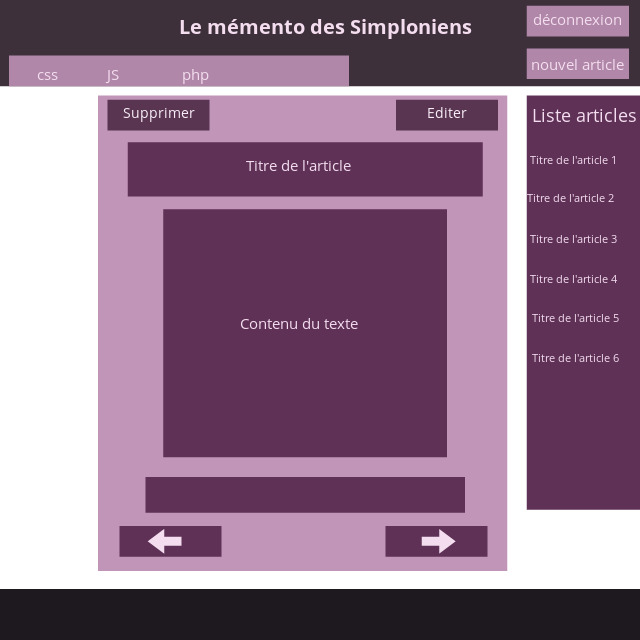 Le mémento des Simploniens
déconnexion
nouvel article
css JS php
Supprimer
Editer
Titre de l'article
Contenu du texte
Liste articles
Titre de l'article 1
Titre de l'article 2
Titre de l'article 3
Titre de l'article 4
Titre de l'article 5
Titre de l'article 6